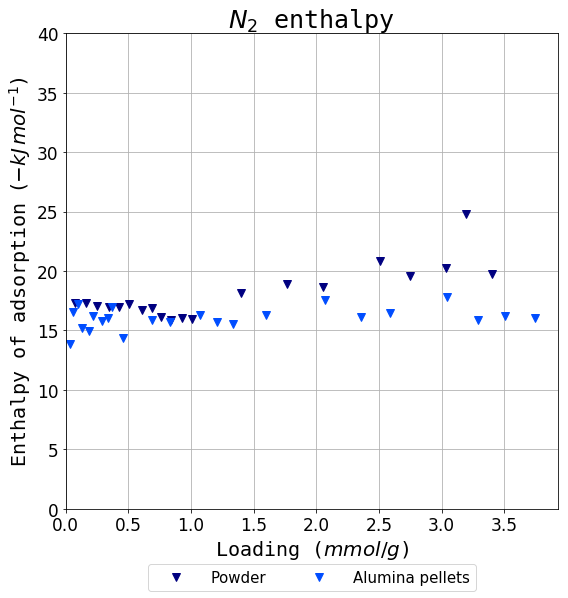 N₂ enthalpy
Enthalpy of adsorption (−kJ mol⁻¹)
40
35
30
25
20
15
10
5
0
0.0 0.5 1.0 1.5 2.0 2.5 3.0 3.5
Loading (mmol/g)
Powder Alumina pellets